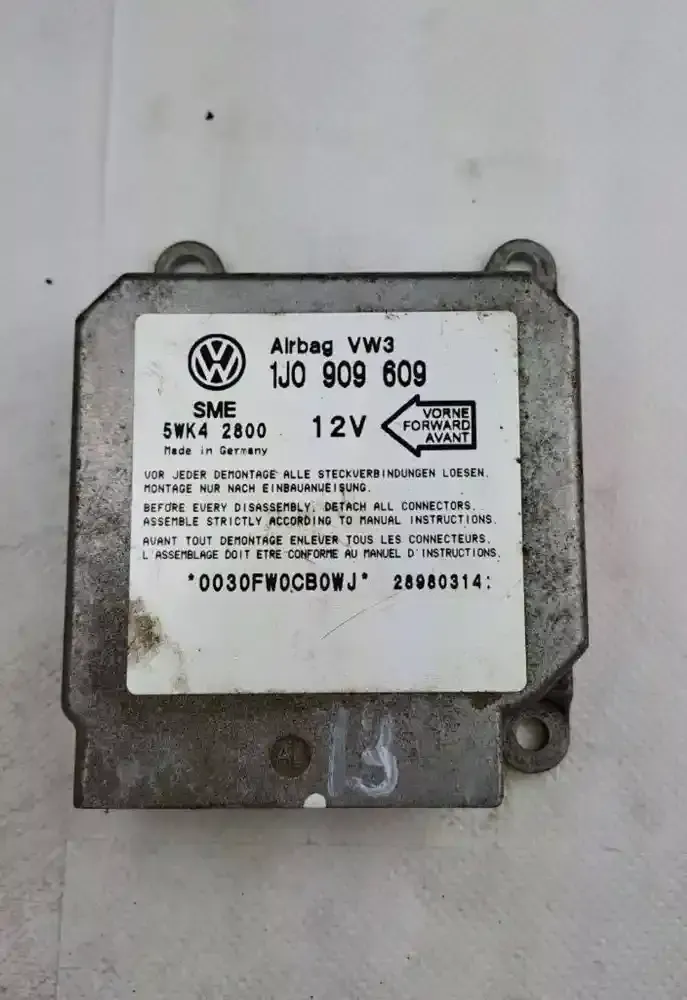 Airbag VW3
1J0 909 609
SME
5WK4 2800
Made in Germany
12V
VORNE
FORWARD
AVANT
VOR JEDER DEMONTAGE ALLE STECKVERBINDUNGEN LOESEN.
MONTAGE NUR NACH EINBAUANWEISUNG.
BEFORE EVERY DISASSEMBLY, DETACH ALL CONNECTORS.
ASSEMBLE STRICTLY ACCORDING TO MANUAL INSTRUCTIONS.
AVANT TOUT DEMONTAGE ENLEVER TOUS LES CONNECTEURS.
L'ASSEMBLAGE DOIT ETRE CONFORME AU MANUEL D'INSTRUCTIONS.
*0030FW0CB0WJ* 28980314: